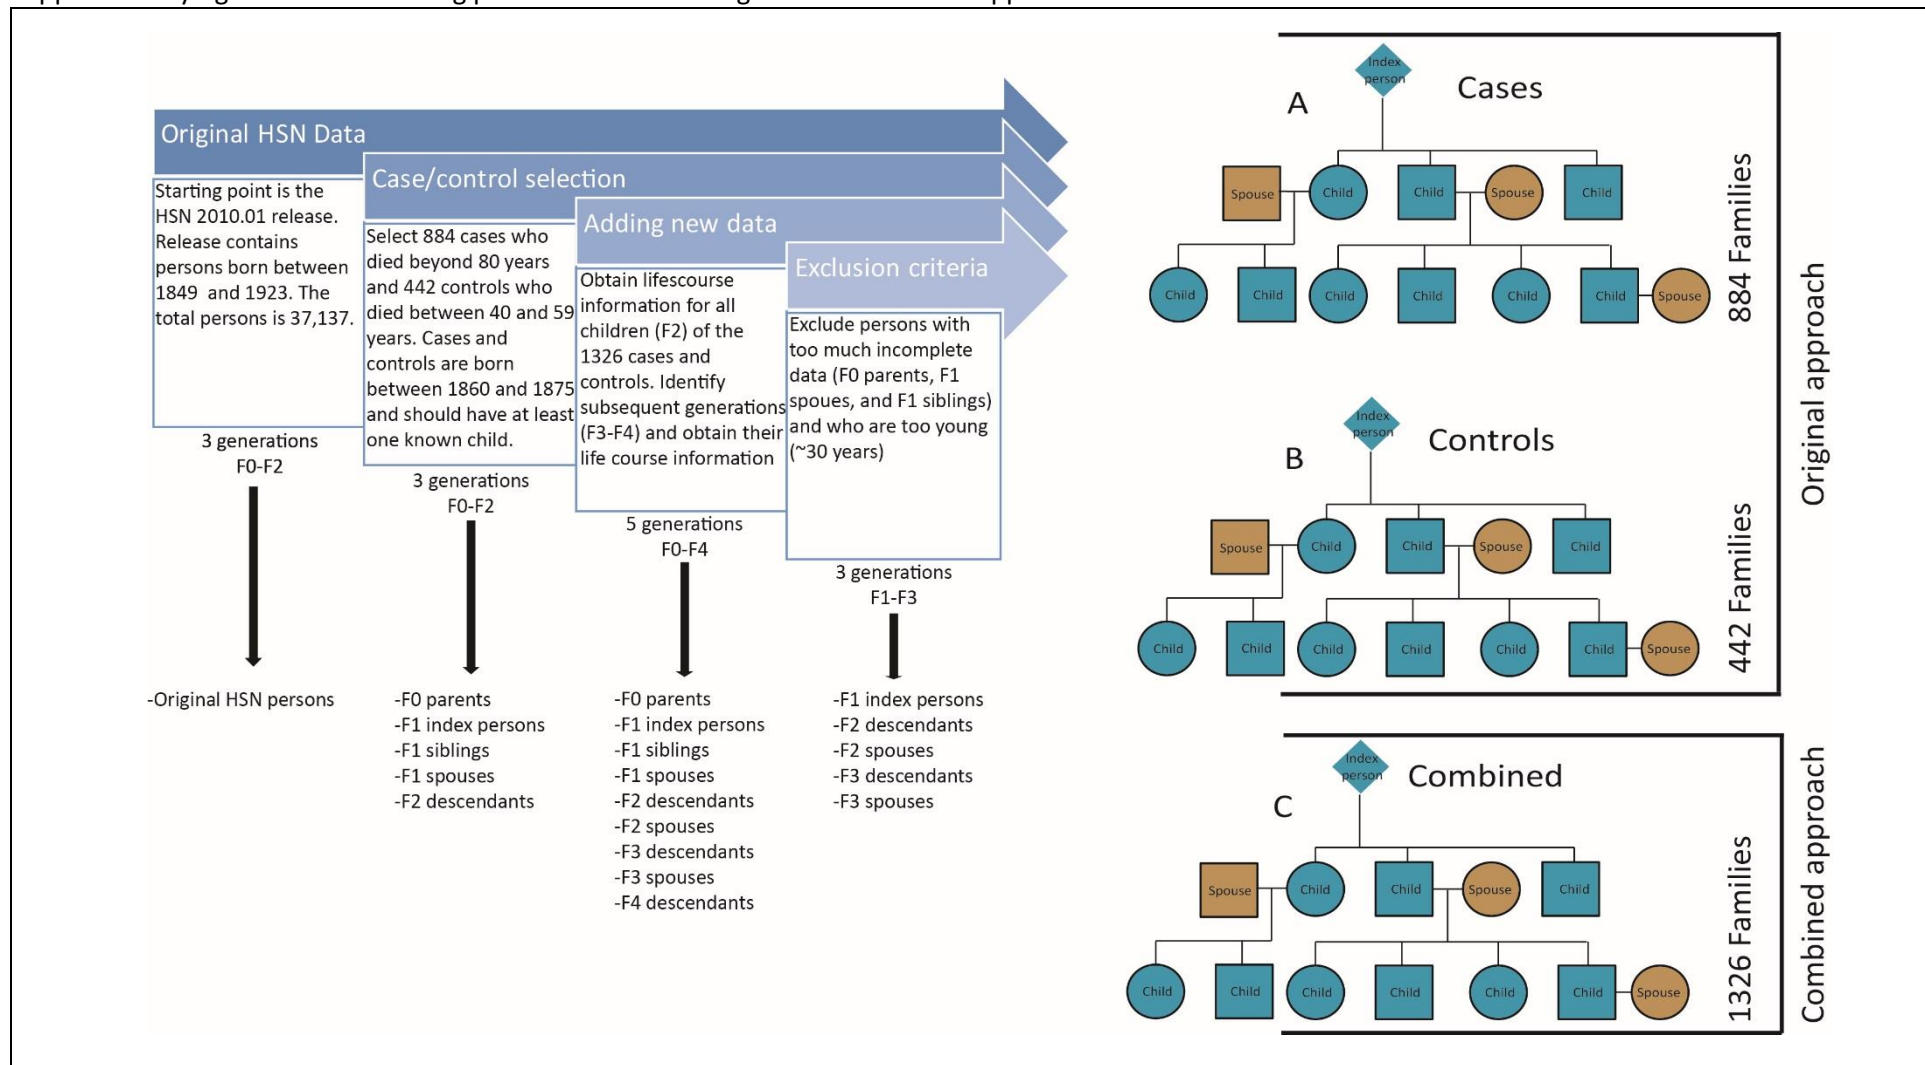 Original HSN Data
Starting point is the
HSN 2010.01 release.
Release contains
persons born between
1849 and 1923. The
total persons is 37,137.
3 generations
F0-F2
-Original HSN persons
Case/control selection
Select 884 cases who
died beyond 80 years
and 442 controls who
died between 40 and 59
years. Cases and
controls are born
between 1860 and 1875
and should have at least
one known child.
3 generations
F0-F2
-F0 parents
-F1 index persons
-F1 siblings
-F1 spouses
-F2 descendants
Adding new data
Obtain lifescourse
information for all
children (F2) of the
1326 cases and
controls. Identify
subsequent generations
(F3-F4) and obtain their
life course information
5 generations
F0-F4
-F0 parents
-F1 index persons
-F1 siblings
-F1 spouses
-F2 descendants
-F2 spouses
-F3 descendants
-F3 spouses
-F4 descendants
Exclusion criteria
Exclude persons with
too much incomplete
data (F0 parents, F1
spoues, and F1 siblings)
and who are too young
(~30 years)
3 generations
F1-F3
-F1 index persons
-F2 descendants
-F2 spouses
-F3 descendants
-F3 spouses
A
Index
person
Cases
Spouse Child Child Spouse Child
Child Child Child Child Child Child Spouse
884 Families
B
Index
person
Controls
Spouse Child Child Spouse Child
Child Child Child Child Child Child Spouse
442 Families
Original approach
C
Index
person
Combined
Spouse Child Child Spouse Child
Child Child Child Child Child Child Spouse
1326 Families
Combined approach